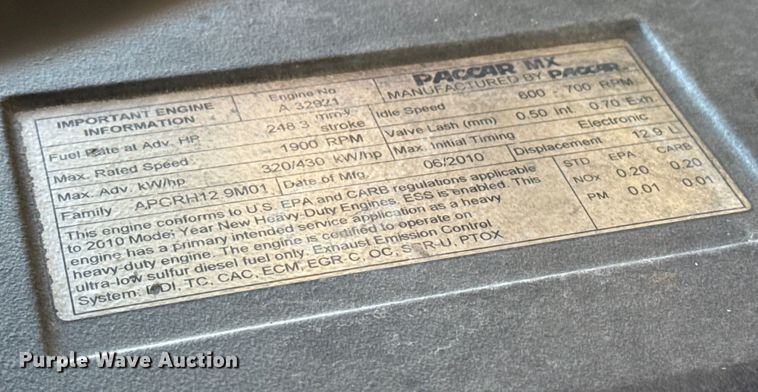 IMPORTANT ENGINE INFORMATION
Engine No
A 32921
PACCAR MX
MANUFACTURED BY PACCAR
Fuel Rate at Adv. HP 248.3 mm³/ stroke
Idle Speed 600 - 700 RPM
Max. Rated Speed 1900 RPM
Valve Lash (mm) 0.50 Int 0.70 Exh
Max. Adv. kW/hp 320/430 kW/hp
Max. Initial Timing Electronic
Family APCRH12.9M01
Date of Mfg. 06/2010
Displacement 12.9 L
This engine conforms to U.S. EPA and CARB regulations applicable
to 2010 Model Year New Heavy-Duty Engines. ESS is enabled. This
engine has a primary intended service application as a heavy
heavy-duty engine. The engine is certified to operate on
ultra-low sulfur diesel fuel only. Exhaust Emission Control
System: DDI, TC, CAC, ECM, EGR-C, OC, SCR-U, PTOX
STD EPA CARB
NOx 0.20 0.20
PM 0.01 0.01
Purple Wave Auction